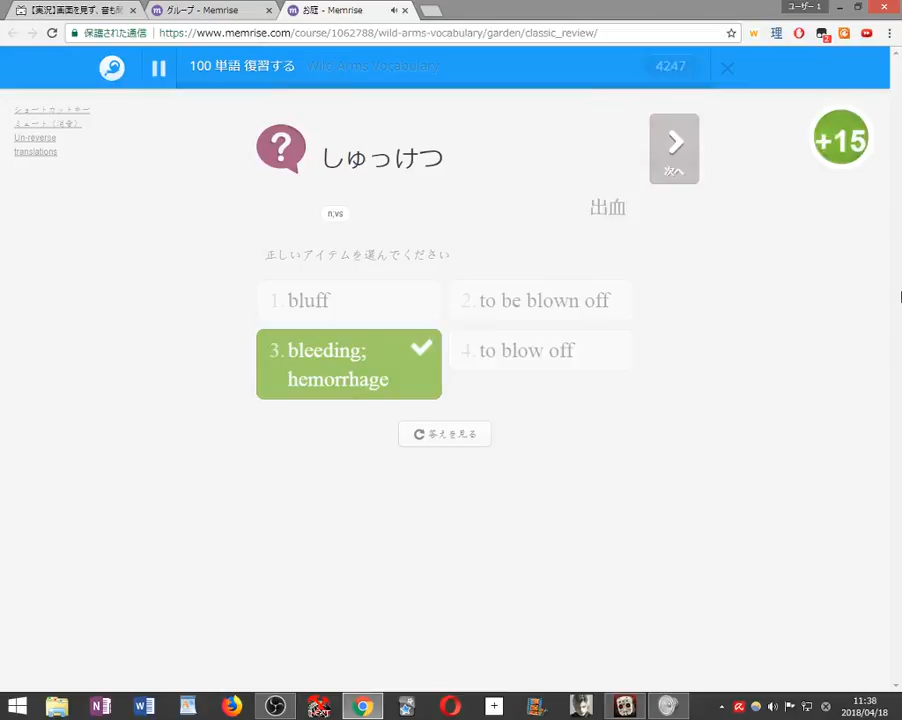 【実況】画面を見ず、音も
グループ - Memrise
お庭 - Memrise
ユーザー 1
保護された通信
https://www.memrise.com/course/1062788/wild-arms-vocabulary/garden/classic_review/
100 単語 復習する
Wild Arms Vocabulary
4247
ショートカットキー
ミュート (消音)
Un-reverse
translations
?
しゅっけつ
次へ
+15
n;vs
出血
正しいアイテムを選んでください
1. bluff
2. to be blown off
3. bleeding;
hemorrhage
4. to blow off
答えを見る
11:38
2018/04/18